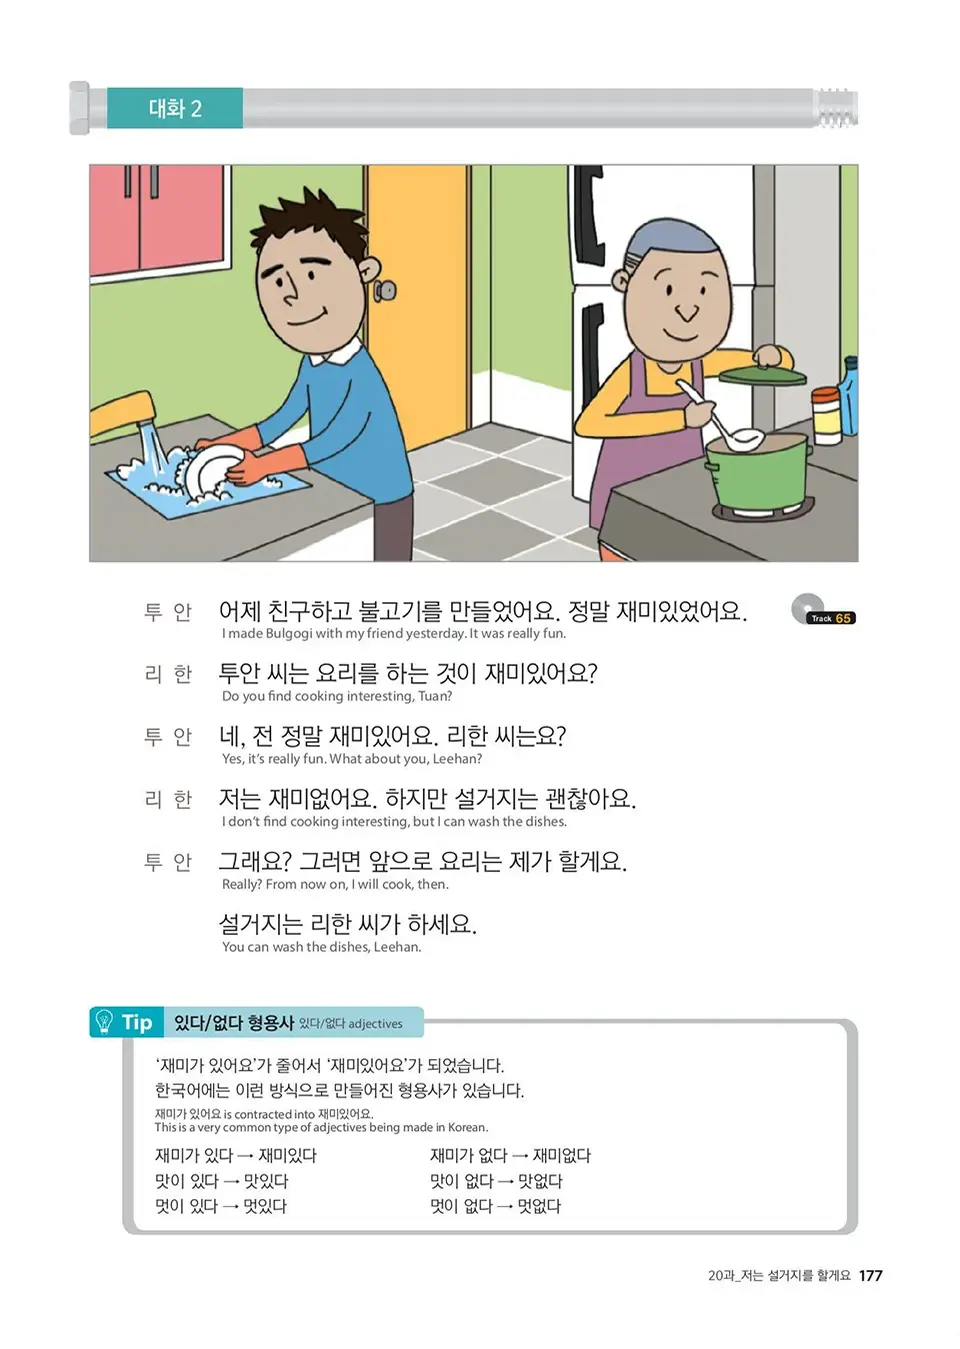 대화 2
투 안 어제 친구하고 불고기를 만들었어요. 정말 재미있었어요.
I made Bulgogi with my friend yesterday. It was really fun.
Track 65
리 한 투안 씨는 요리를 하는 것이 재미있어요?
Do you find cooking interesting, Tuan?
투 안 네, 전 정말 재미있어요. 리한 씨는요?
Yes, it's really fun. What about you, Leehan?
리 한 저는 재미없어요. 하지만 설거지는 괜찮아요.
I don't find cooking interesting, but I can wash the dishes.
투 안 그래요? 그러면 앞으로 요리는 제가 할게요.
Really? From now on, I will cook, then.
설거지는 리한 씨가 하세요.
You can wash the dishes, Leehan.
Tip 있다/없다 형용사 있다/없다 adjectives
‘재미가 있어요’가 줄어서 ‘재미있어요’가 되었습니다.
한국어에는 이런 방식으로 만들어진 형용사가 있습니다.
재미가 있어요 is contracted into 재미있어요.
This is a very common type of adjectives being made in Korean.
재미가 있다 → 재미있다 재미가 없다 → 재미없다
맛이 있다 → 맛있다 맛이 없다 → 맛없다
멋이 있다 → 멋있다 멋이 없다 → 멋없다
20과_저는 설거지를 할게요 177